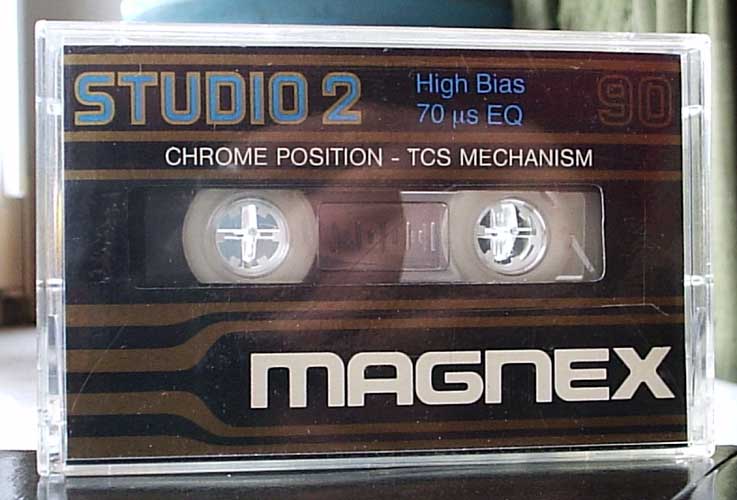 STUDIO 2
High Bias
70 µs EQ
90
CHROME POSITION - TCS MECHANISM
MAGNEX